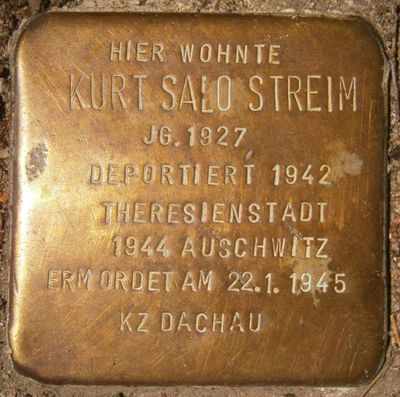 HIER WOHNTE
KURT SALO STREIM
JG. 1927
DEPORTIERT 1942
THERESIENSTADT
1944 AUSCHWITZ
ERMORDET AM 22.1.1945
KZ DACHAU